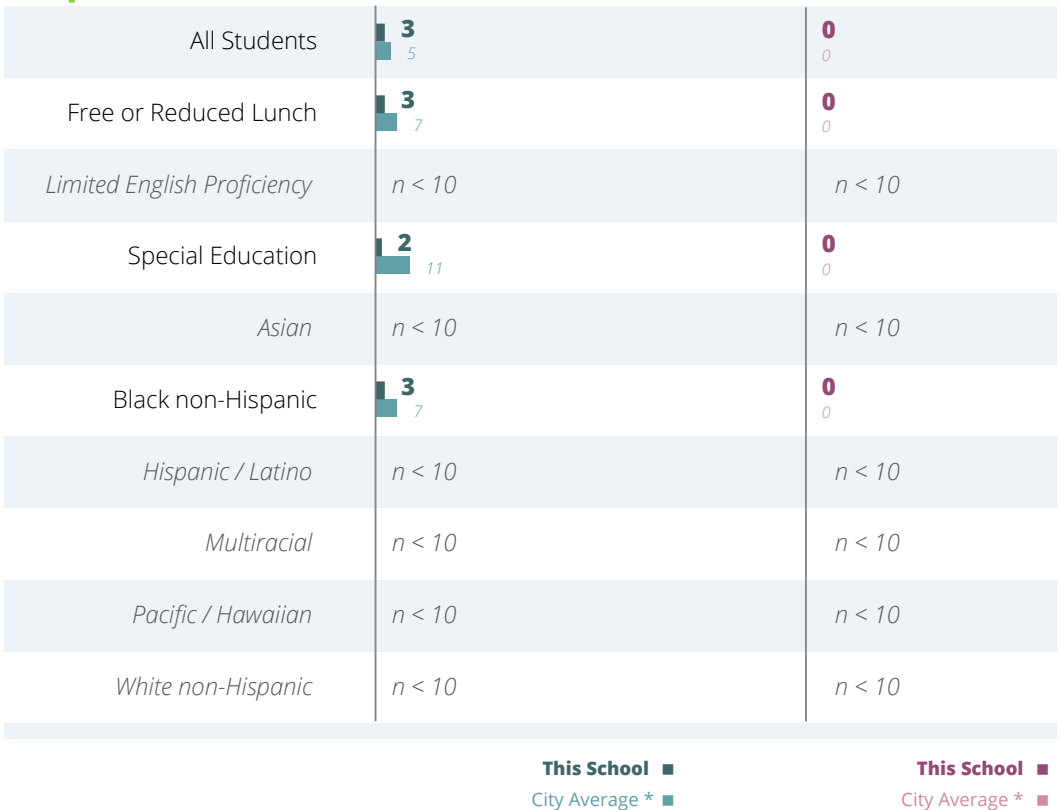 All Students 3 0
5 0
Free or Reduced Lunch 3 0
7 0
Limited English Proficiency n < 10 n < 10
Special Education 2 0
11 0
Asian n < 10 n < 10
Black non-Hispanic 3 0
7 0
Hispanic / Latino n < 10 n < 10
Multiracial n < 10 n < 10
Pacific / Hawaiian n < 10 n < 10
White non-Hispanic n < 10 n < 10
This School This School
City Average * City Average *